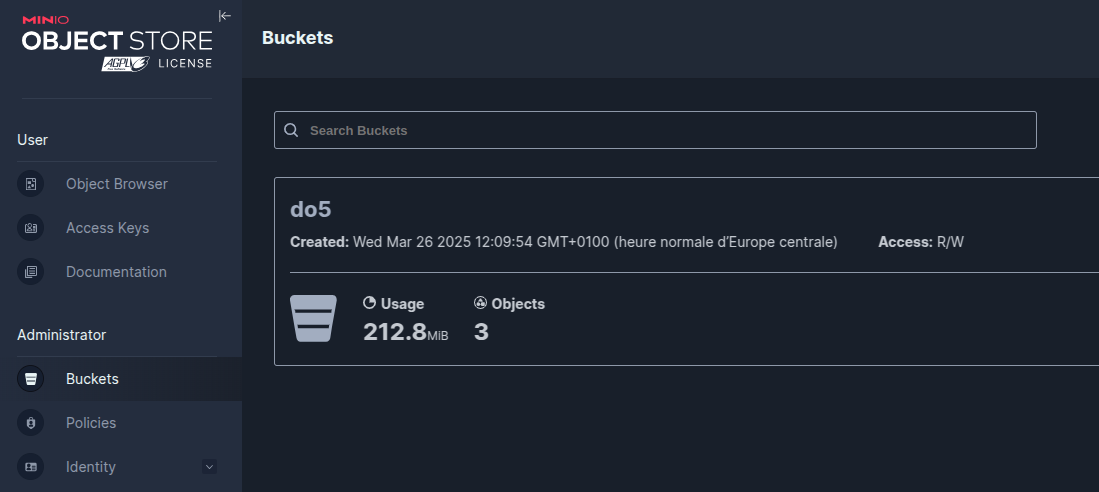 MINIO
OBJECT STORE
AGPL LICENSE
User
Object Browser
Access Keys
Documentation
Administrator
Buckets
Policies
Identity
Buckets
Search Buckets
do5
Created: Wed Mar 26 2025 12:09:54 GMT+0100 (heure normale d’Europe centrale) Access: R/W
Usage Objects
212.8MiB 3